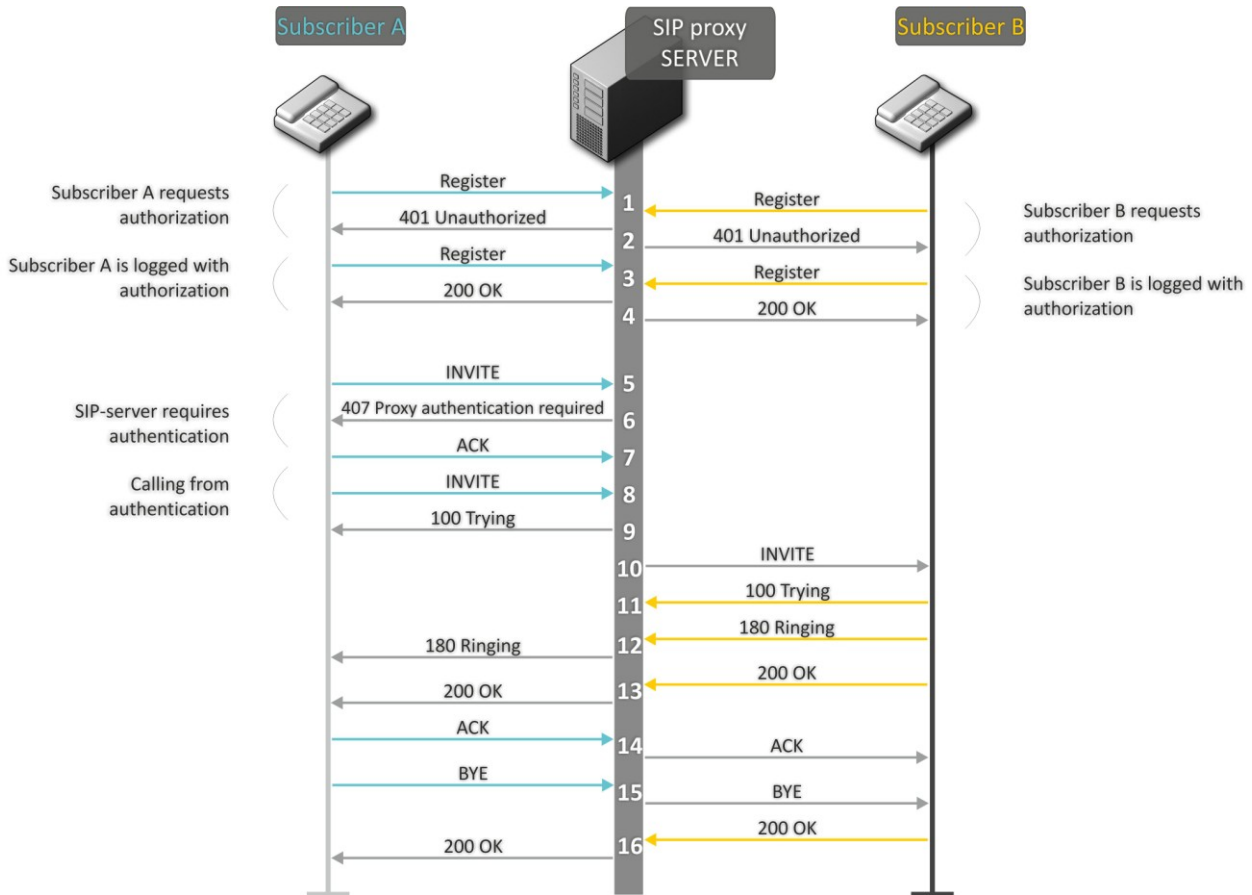 Subscriber A
SIP proxy
SERVER
Subscriber B
Subscriber A requests
authorization
Register
1
Register
Subscriber B requests
authorization
401 Unauthorized
2
401 Unauthorized
Subscriber A is logged with
authorization
Register
3
Register
Subscriber B is logged with
authorization
200 OK
4
200 OK
INVITE
5
SIP-server requires
authentication
407 Proxy authentication required
6
ACK
7
Calling from
authentication
INVITE
8
100 Trying
9
INVITE
10
100 Trying
11
180 Ringing
12
180 Ringing
200 OK
13
200 OK
ACK
14
ACK
BYE
15
BYE
200 OK
16
200 OK